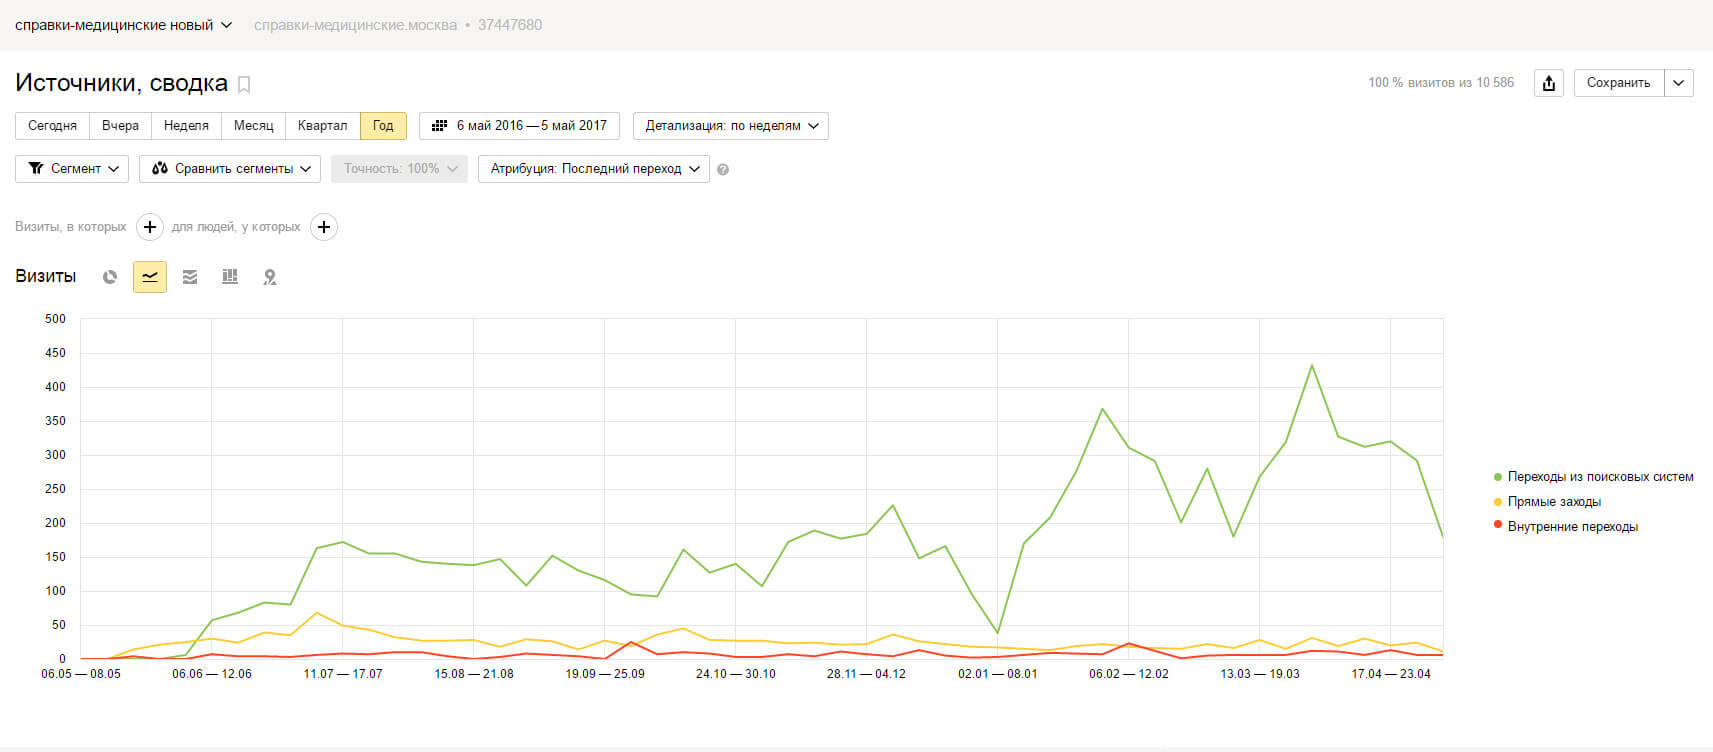 справки-медицинские новый справки-медицинские.москва • 37447680
Источники, сводка 100 % визитов из 10 586 Сохранить
Сегодня Вчера Неделя Месяц Квартал Год 6 май 2016 — 5 май 2017 Детализация: по неделям
Сегмент Сравнить сегменты Точность: 100% Атрибуция: Последний переход ?
Визиты, в которых + для людей, у которых +
Визиты
500
450
400
350
300
250
200
150
100
50
0
06.05 — 08.05 06.06 — 12.06 11.07 — 17.07 15.08 — 21.08 19.09 — 25.09 24.10 — 30.10 28.11 — 04.12 02.01 — 08.01 06.02 — 12.02 13.03 — 19.03 17.04 — 23.04
Переходы из поисковых систем
Прямые заходы
Внутренние переходы